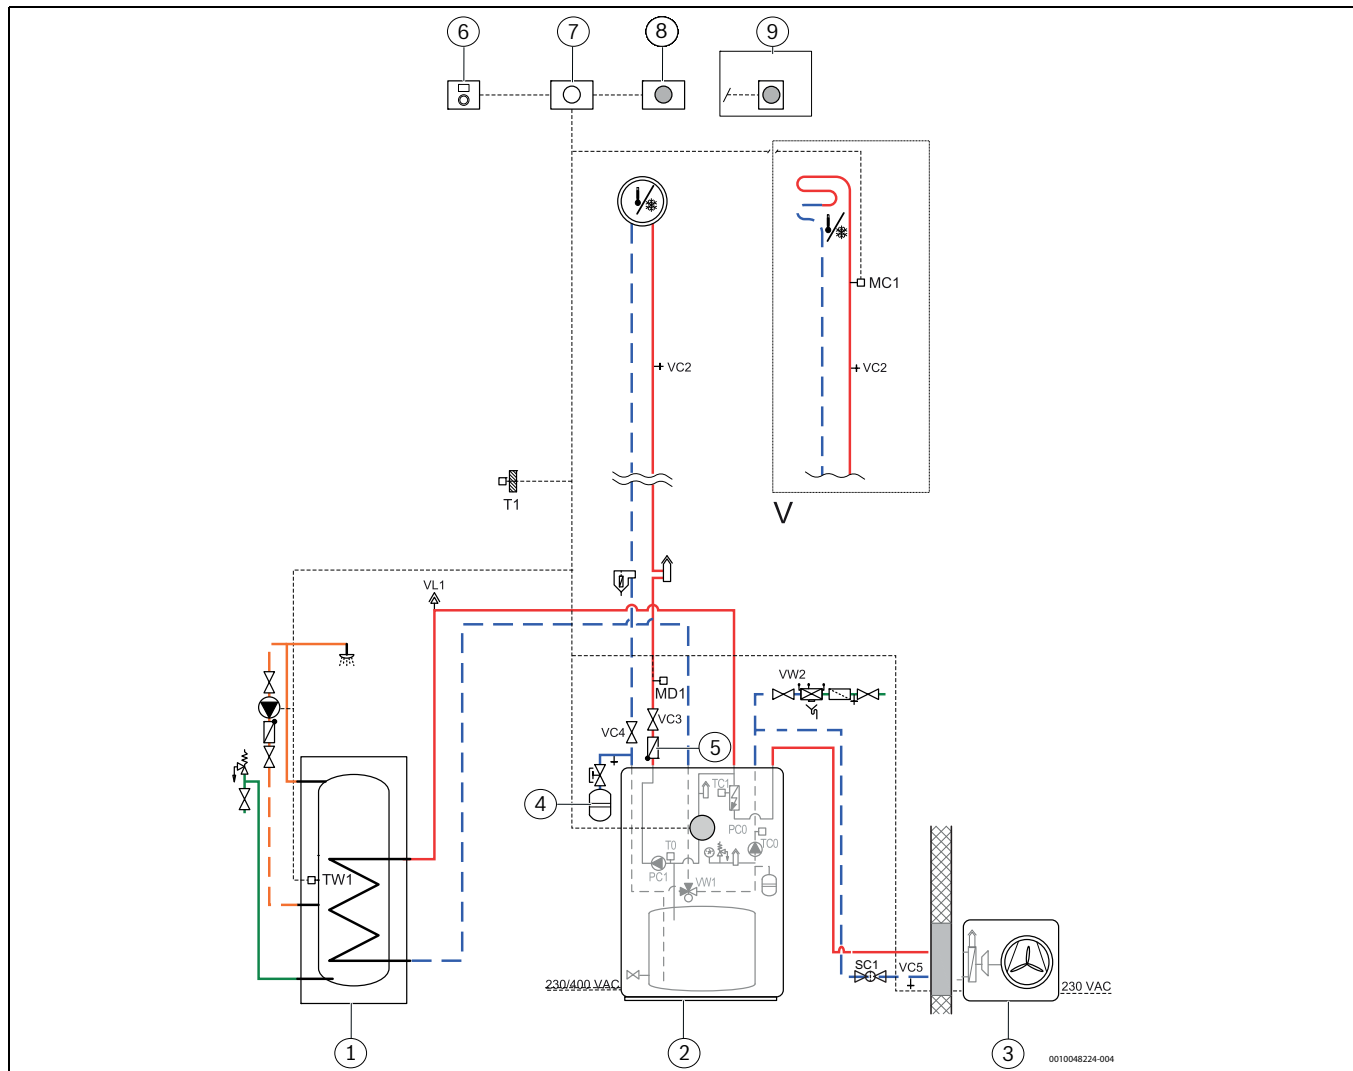 6 7 8 9
MC1
VC2 VC2
T1
V
VL1
VW2
MD1
VC3
VC4
5
TC1
4
PC0
T0 TC0
PC1 VW1
TW1
SC1 VC5
230/400 VAC 230 VAC
1 2 3
0010048224-004